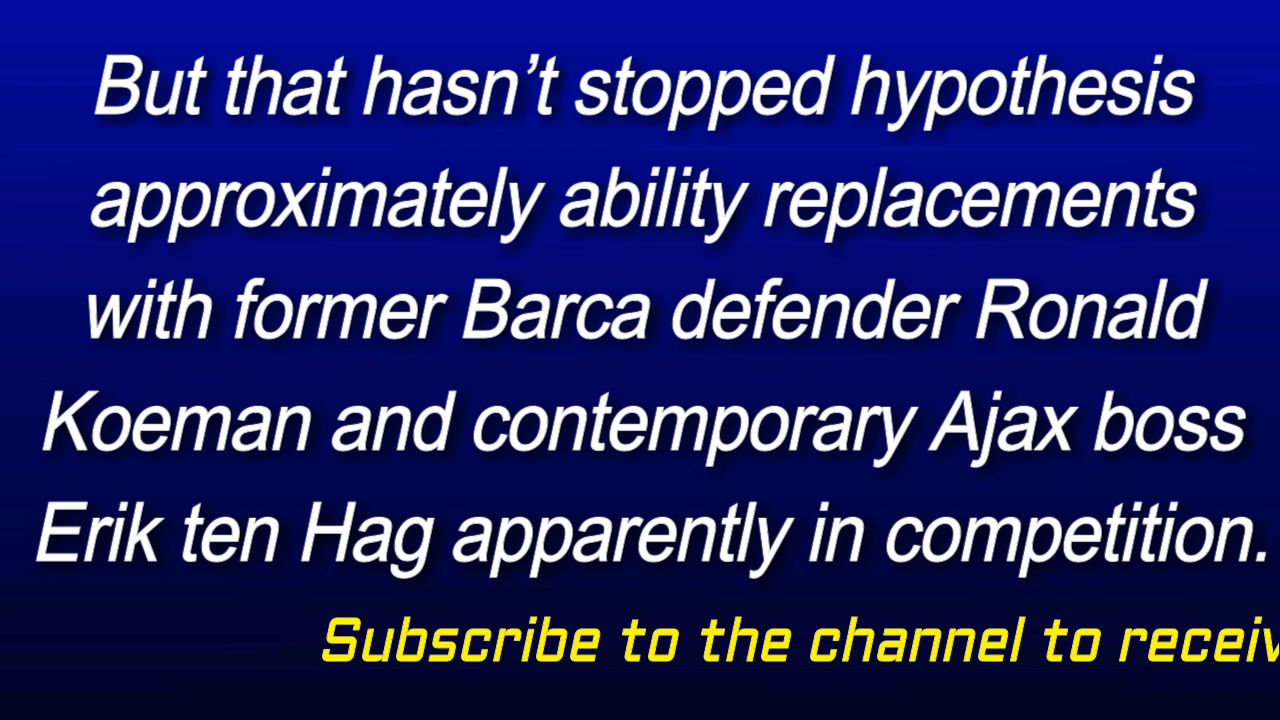 But that hasn’t stopped hypothesis
approximately ability replacements
with former Barca defender Ronald
Koeman and contemporary Ajax boss
Erik ten Hag apparently in competition.
Subscribe to the channel to receiv